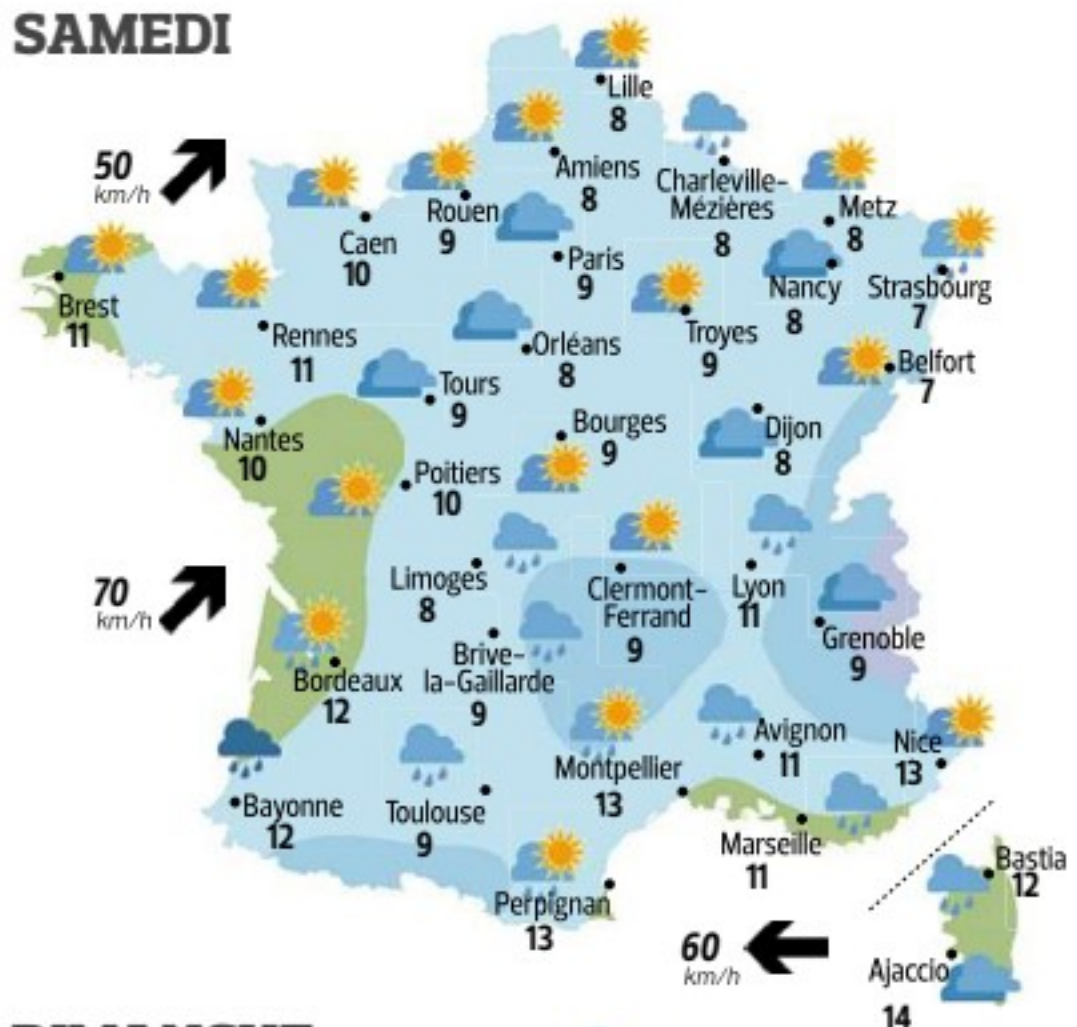 SAMEDI
Lille
8
50
km/h
Amiens
8
Charleville-
Mézières
8
Rouen
9
Metz
8
Caen
10
Paris
9
Nancy
8
Strasbourg
7
Brest
11
Rennes
11
Orléans
8
Troyes
9
Belfort
7
Tours
9
Nantes
10
Bourges
9
Dijon
8
Poitiers
10
70
km/h
Limoges
8
Clermont-
Ferrand
9
Lyon
11
Grenoble
9
Brive-
la-Gaillarde
9
Bordeaux
12
Avignon
11
Nice
13
Montpellier
13
Bayonne
12
Toulouse
9
Marseille
11
Perpignan
13
Bastia
12
60
km/h
Ajaccio
14